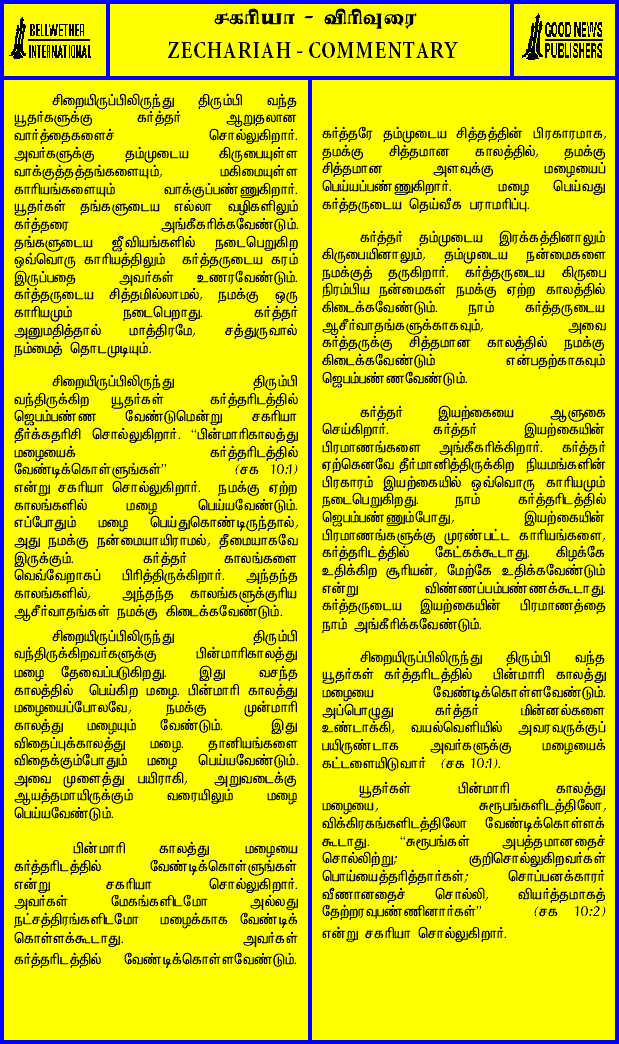 BELLWETHER
INTERNATIONAL
சகரியா - விரிவுரை
ZECHARIAH - COMMENTARY
GOOD NEWS
PUBLISHERS
சிறையிருப்பிலிருந்து திரும்பி வந்த
யூதர்களுக்கு கர்த்தர் ஆறுதலான
வார்த்தைகளைச் சொல்லுகிறார்.
அவர்களுக்கு தம்முடைய கிருபையுள்ள
வாக்குத்தத்தங்களையும், மகிமையுள்ள
காரியங்களையும் வாக்குப்பண்ணுகிறார்.
யூதர்கள் தங்களுடைய எல்லா வழிகளிலும்
கர்த்தரை அங்கீகரிக்கவேண்டும்.
தங்களுடைய ஜீவியங்களில் நடைபெறுகிற
ஒவ்வொரு காரியத்திலும் கர்த்தருடைய கரம்
இருப்பதை அவர்கள் உணரவேண்டும்.
கர்த்தருடைய சித்தமில்லாமல், நமக்கு ஒரு
காரியமும் நடைபெறாது. கர்த்தர்
அனுமதித்தால் மாத்திரமே, சத்துருவால்
நம்மைத் தொடமுடியும்.
சிறையிருப்பிலிருந்து திரும்பி
வந்திருக்கிற யூதர்கள் கர்த்தரிடத்தில்
ஜெபம்பண்ண வேண்டுமென்று சகரியா
தீர்க்கதரிசி சொல்லுகிறார். “பின்மாரிகாலத்து
மழையைக் கர்த்தரிடத்தில்
வேண்டிக்கொள்ளுங்கள்” (சக 10:1)
என்று சகரியா சொல்லுகிறார். நமக்கு ஏற்ற
காலங்களில் மழை பெய்யவேண்டும்.
எப்போதும் மழை பெய்துகொண்டிருந்தால்,
அது நமக்கு நன்மையாயிராமல், தீமையாகவே
இருக்கும். கர்த்தர் காலங்களை
வெவ்வேறாகப் பிரித்திருக்கிறார். அந்தந்த
காலங்களில், அந்தந்த காலங்களுக்குரிய
ஆசீர்வாதங்கள் நமக்கு கிடைக்கவேண்டும்.
சிறையிருப்பிலிருந்து திரும்பி
வந்திருக்கிறவர்களுக்கு பின்மாரிகாலத்து
மழை தேவைப்படுகிறது. இது வசந்த
காலத்தில் பெய்கிற மழை. பின்மாரி காலத்து
மழையைப்போலவே, நமக்கு முன்மாரி
காலத்து மழையும் வேண்டும். இது
விதைப்புக்காலத்து மழை. தானியங்களை
விதைக்கும்போதும் மழை பெய்யவேண்டும்.
அவை முளைத்து பயிராகி, அறுவடைக்கு
ஆயத்தமாயிருக்கும் வரையிலும் மழை
பெய்யவேண்டும்.
பின்மாரி காலத்து மழையை
கர்த்தரிடத்தில் வேண்டிக்கொள்ளுங்கள்
என்று சகரியா சொல்லுகிறார்.
அவர்கள் மேகங்களிடமோ அல்லது
நட்சத்திரங்களிடமோ மழைக்காக வேண்டிக்
கொள்ளக்கூடாது. அவர்கள்
கர்த்தரிடத்தில் வேண்டிக்கொள்ளவேண்டும்.
கர்த்தரே தம்முடைய சித்தத்தின் பிரகாரமாக,
தமக்கு சித்தமான காலத்தில், தமக்கு
சித்தமான அளவுக்கு மழையைப்
பெய்யப்பண்ணுகிறார். மழை பெய்வது
கர்த்தருடைய தெய்வீக பராமரிப்பு.
கர்த்தர் தம்முடைய இரக்கத்தினாலும்
கிருபையினாலும், தம்முடைய நன்மைகளை
நமக்குத் தருகிறார். கர்த்தருடைய கிருபை
நிரம்பிய நன்மைகள் நமக்கு ஏற்ற காலத்தில்
கிடைக்கவேண்டும். நாம் கர்த்தருடைய
ஆசீர்வாதங்களுக்காகவும், அவை
கர்த்தருக்கு சித்தமான காலத்தில் நமக்கு
கிடைக்கவேண்டும் என்பதற்காகவும்
ஜெபம்பண்ணவேண்டும்.
கர்த்தர் இயற்கையை ஆளுகை
செய்கிறார். கர்த்தர் இயற்கையின்
பிரமாணங்களை அங்கீகரிக்கிறார். கர்த்தர்
ஏற்கெனவே தீர்மானித்திருக்கிற நியமங்களின்
பிரகாரம் இயற்கையில் ஒவ்வொரு காரியமும்
நடைபெறுகிறது. நாம் கர்த்தரிடத்தில்
ஜெபம்பண்ணும்போது, இயற்கையின்
பிரமாணங்களுக்கு முரண்பட்ட காரியங்களை,
கர்த்தரிடத்தில் கேட்கக்கூடாது. கிழக்கே
உதிக்கிற சூரியன், மேற்கே உதிக்கவேண்டும்
என்று விண்ணப்பம்பண்ணக்கூடாது.
கர்த்தருடைய இயற்கையின் பிரமாணத்தை
நாம் அங்கீரிக்கவேண்டும்.
சிறையிருப்பிலிருந்து திரும்பி வந்த
யூதர்கள் கர்த்தரிடத்தில் பின்மாரி காலத்து
மழையை வேண்டிக்கொள்ளவேண்டும்.
அப்பொழுது கர்த்தர் மின்னல்களை
உண்டாக்கி, வயல்வெளியில் அவரவருக்குப்
பயிருண்டாக அவர்களுக்கு மழையைக்
கட்டளையிடுவார் (சக 10:1).
யூதர்கள் பின்மாரி காலத்து
மழையை, சுரூபங்களிடத்திலோ,
விக்கிரகங்களிடத்திலோ வேண்டிக்கொள்ளக்
கூடாது. “சுரூபங்கள் அபத்தமானதைச்
சொல்லிற்று; குறிசொல்லுகிறவர்கள்
பொய்யைத்தரித்தார்கள்; சொப்பனக்காரர்
வீணானதைச் சொல்லி, வியர்த்தமாகத்
தேற்றரவுபண்ணினார்கள்” (சக 10:2)
என்று சகரியா சொல்லுகிறார்.